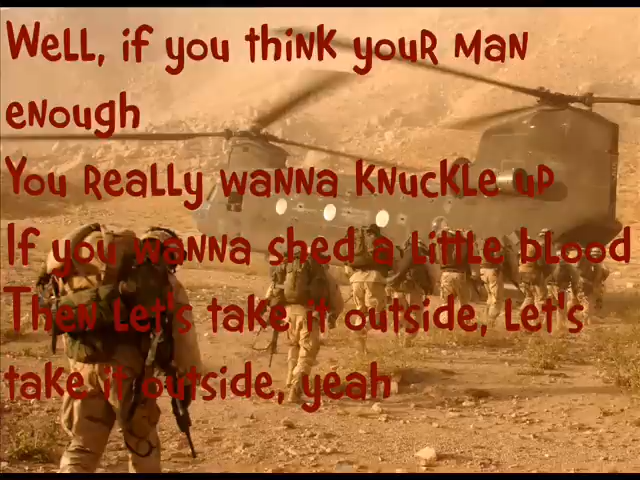 Well, if you think your man
enough
You really wanna knuckle up
If you wanna shed a little blood
Then let's take it outside, let's
take it outside, yeah